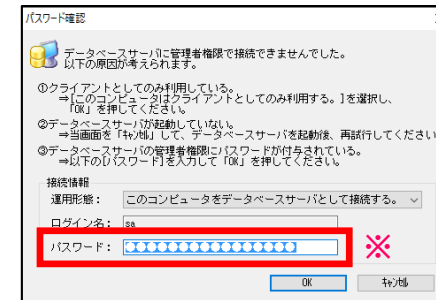 パスワード確認
データベースサーバに管理者権限で接続できませんでした。
以下の原因が考えられます。
①クライアントとしてのみ利用している。
⇒[このコンピュータはクライアントとしてのみ利用する。]を選択し、
「OK」を押してください。
②データベースサーバが起動していない。
⇒当画面を「ｷｬﾝｾﾙ」して、データベースサーバを起動後、再試行してください
③データベースサーバの管理者権限にパスワードが付与されている。
⇒以下の[パスワード]を入力して「OK」を押してください。
接続情報
運用形態：
このコンピュータをデータベースサーバとして接続する。
ログイン名：
sa
パスワード：
※
OK
ｷｬﾝｾﾙ